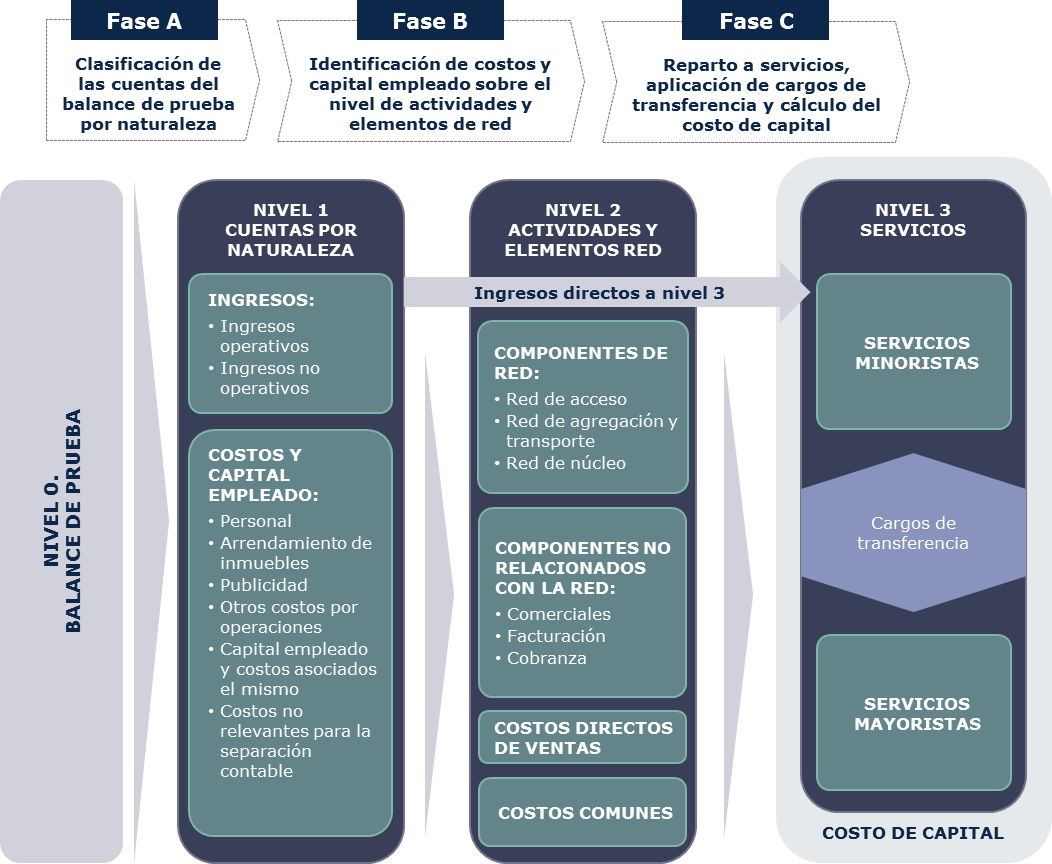 Fase A
Clasificación de
las cuentas del
balance de prueba
por naturaleza
Fase B
Identificación de costos y
capital empleado sobre el
nivel de actividades y
elementos de red
Fase C
Reparto a servicios,
aplicación de cargos de
transferencia y cálculo del
costo de capital
NIVEL 0.
BALANCE DE PRUEBA
NIVEL 1
CUENTAS POR
NATURALEZA
INGRESOS:
• Ingresos
operativos
• Ingresos no
operativos
COSTOS Y
CAPITAL
EMPLEADO:
• Personal
• Arrendamiento de
inmuebles
• Publicidad
• Otros costos por
operaciones
• Capital empleado
y costos asociados
el mismo
• Costos no
relevantes para la
separación
contable
NIVEL 2
ACTIVIDADES Y
ELEMENTOS RED
Ingresos directos a nivel 3
COMPONENTES DE
RED:
• Red de acceso
• Red de agregación y
transporte
• Red de núcleo
COMPONENTES NO
RELACIONADOS
CON LA RED:
• Comerciales
• Facturación
• Cobranza
COSTOS DIRECTOS
DE VENTAS
COSTOS COMUNES
NIVEL 3
SERVICIOS
SERVICIOS
MINORISTAS
Cargos de
transferencia
SERVICIOS
MAYORISTAS
COSTO DE CAPITAL